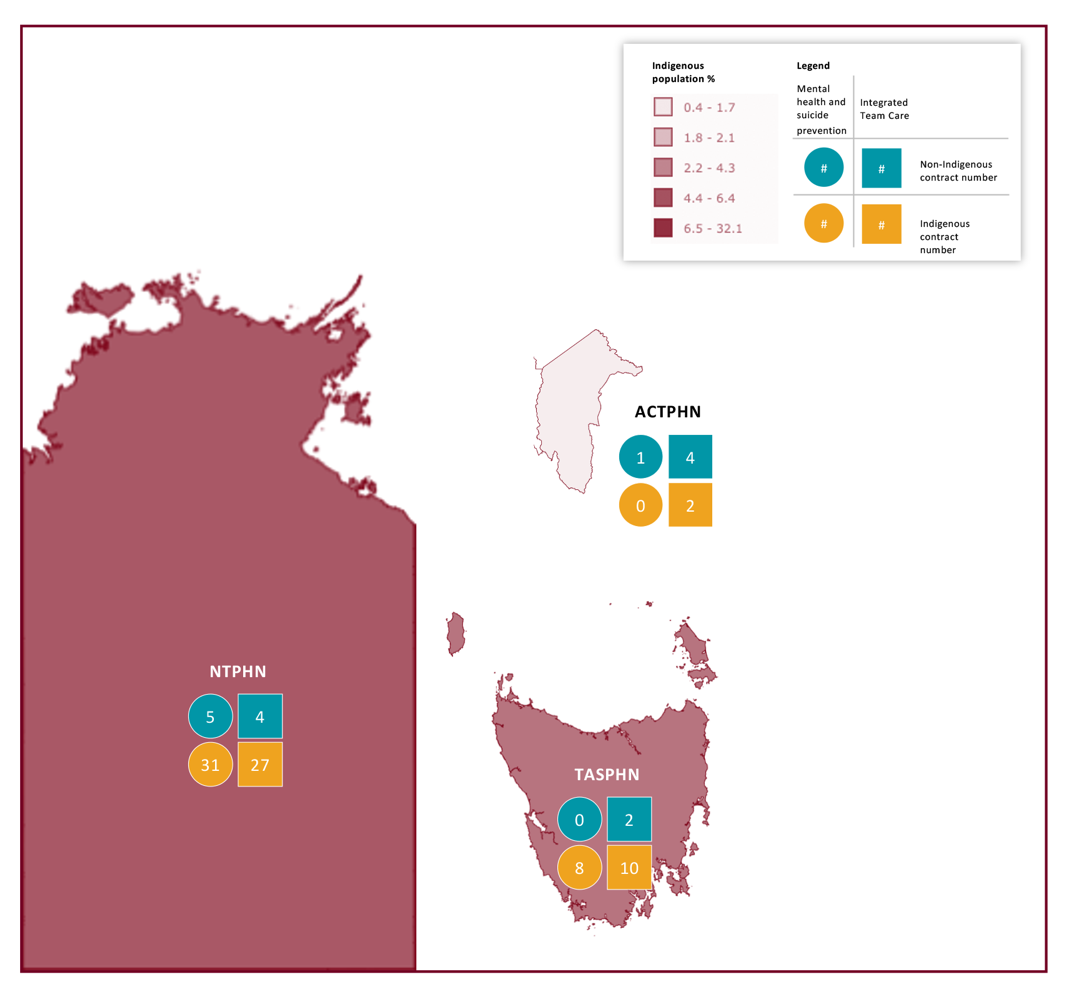 Indigenous
population %
0.4 - 1.7
1.8 - 2.1
2.2 - 4.3
4.4 - 6.4
6.5 - 32.1
Legend
Mental
health and
suicide
prevention
Integrated
Team Care
# #
Non-Indigenous
contract number
# #
Indigenous
contract
number
ACTPHN
1 4
0 2
NTPHN
5 4
31 27
TASPHN
0 2
8 10